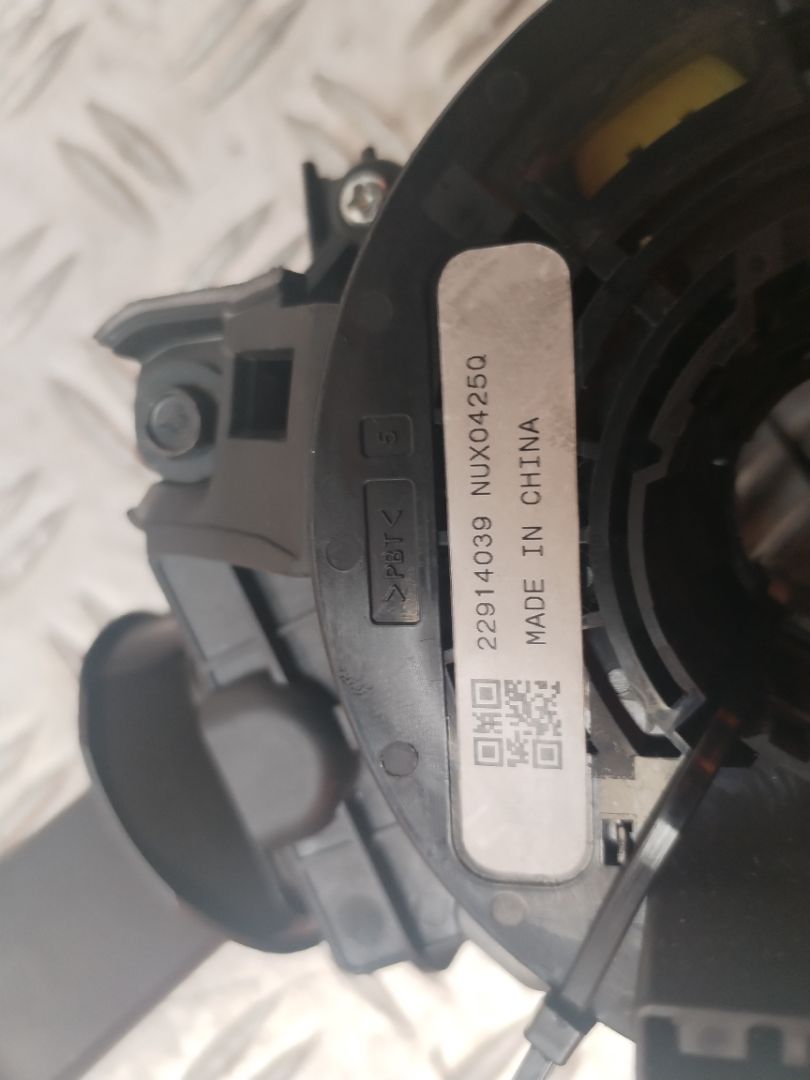 5
>PBT<
22914039 NUX0425Q
MADE IN CHINA